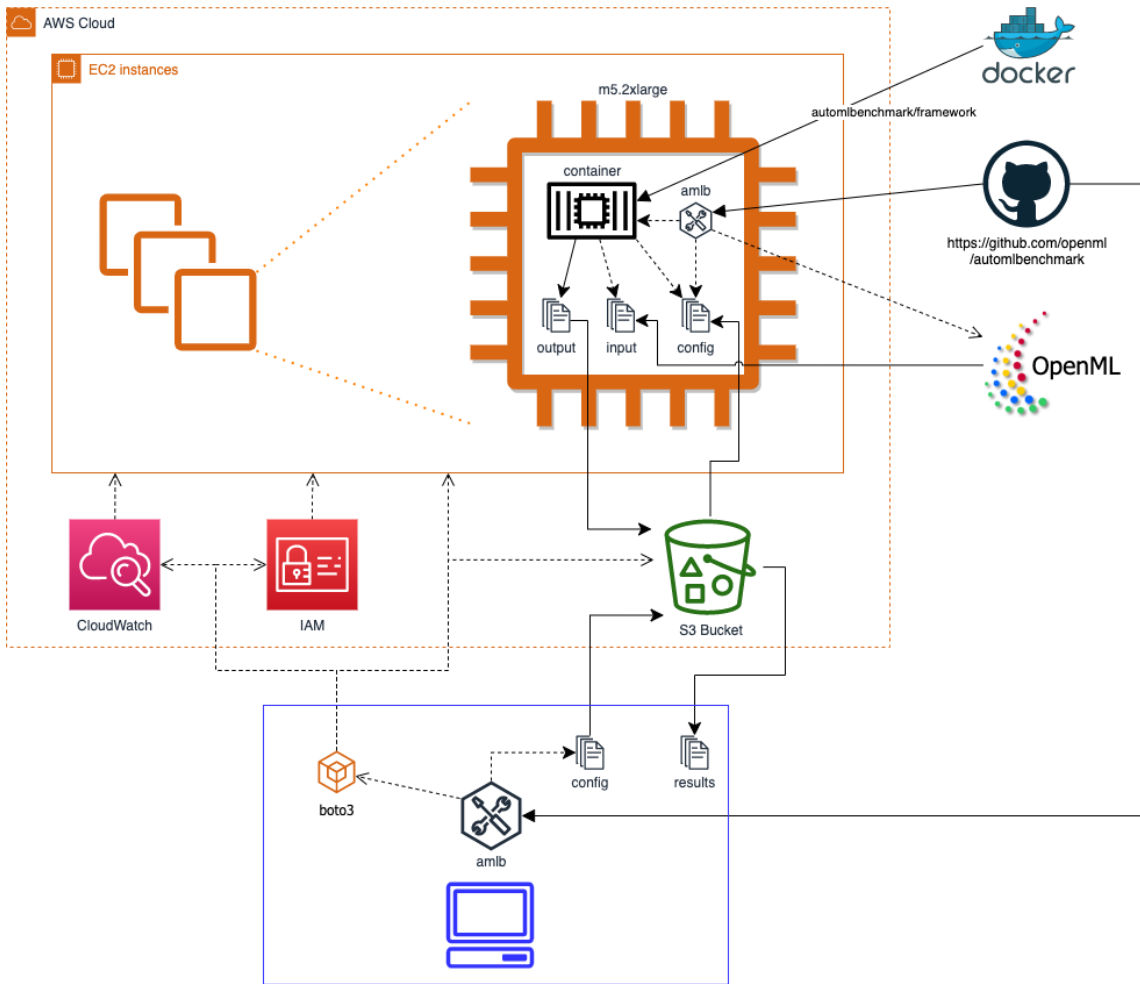 AWS Cloud
EC2 instances
m5.2xlarge
docker
automlbenchmark/framework
container
amlb
https://github.com/openml
/automlbenchmark
output
input
config
OpenML
CloudWatch
IAM
S3 Bucket
boto3
config
results
amlb